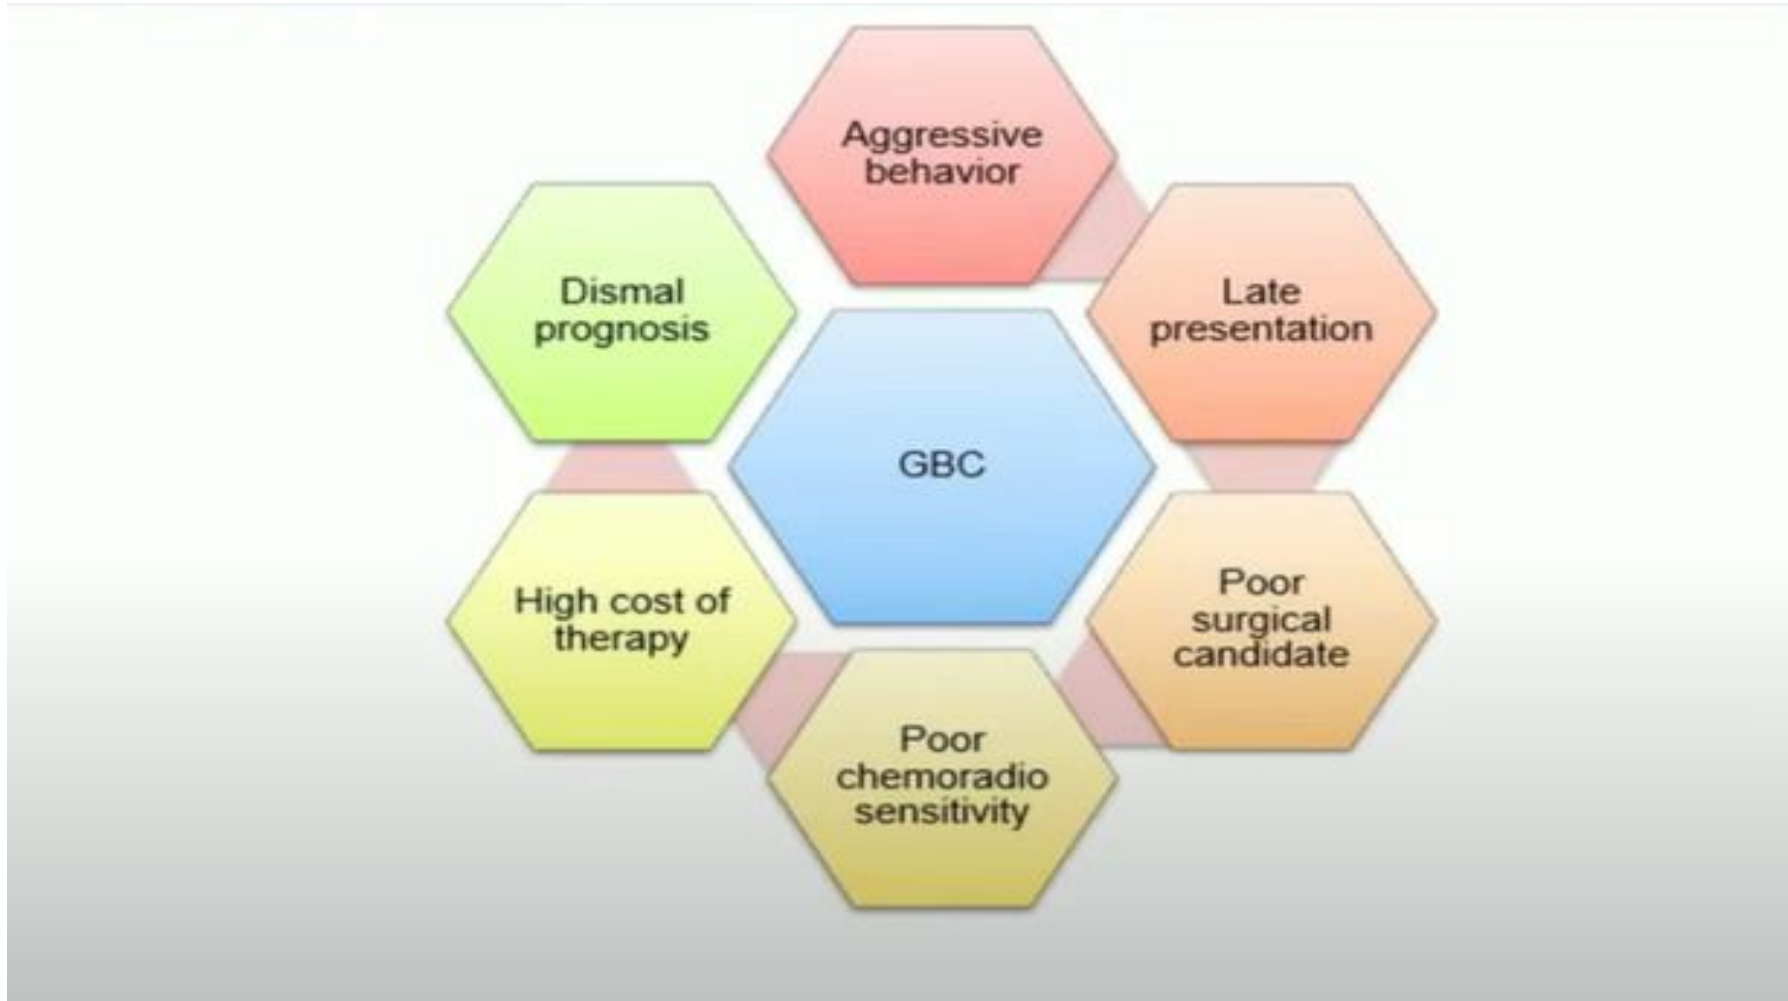 Aggressive
behavior
Late
presentation
Poor
surgical
candidate
Poor
chemoradio
sensitivity
High cost of
therapy
Dismal
prognosis
GBC